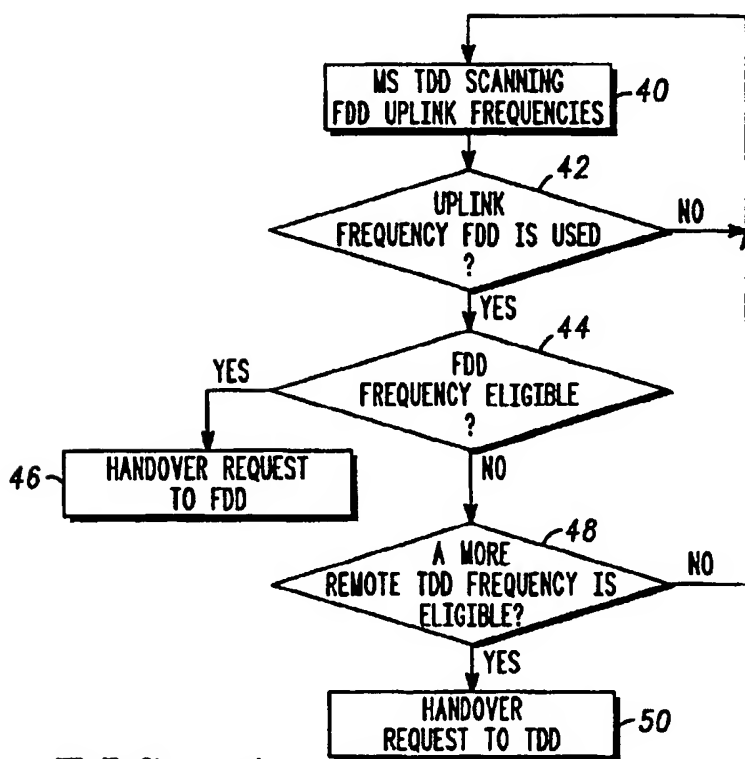 MS TDD SCANNING
FDD UPLINK FREQUENCIES
40
42
UPLINK
FREQUENCY FDD IS USED
?
NO
YES
44
FDD
FREQUENCY ELIGIBLE
?
YES
46
HANDOVER REQUEST
TO FDD
NO
48
A MORE
REMOTE TDD FREQUENCY IS
ELIGIBLE?
NO
YES
HANDOVER
REQUEST TO TDD
50